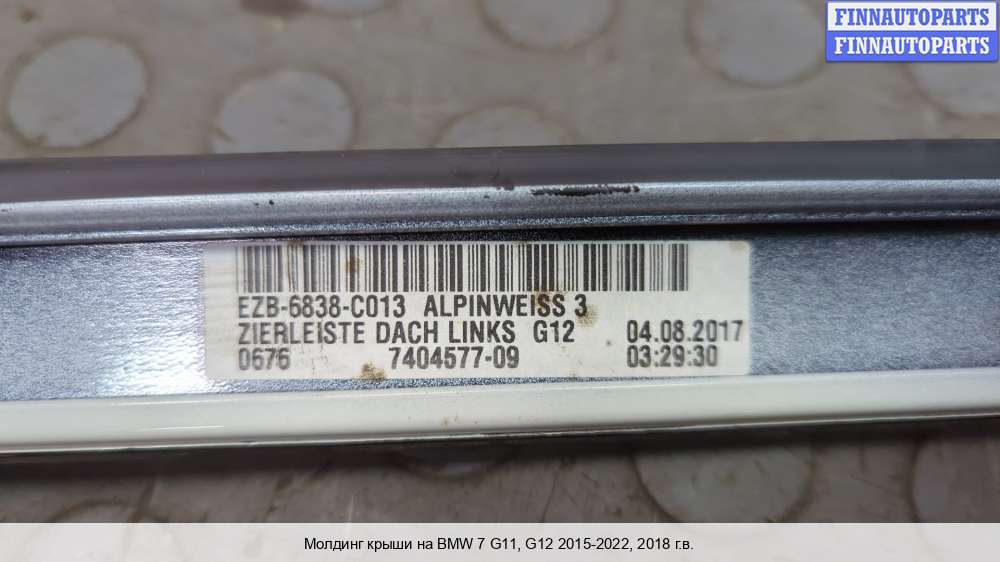 FINNAUTOPARTS
FINNAUTOPARTS
EZB-6838-C013 ALPINWEISS 3
ZIERLEISTE DACH LINKS G12 04.08.2017
0676 7404577-09 03:29:30
Молдинг крыши на BMW 7 G11, G12 2015-2022, 2018 г.в.